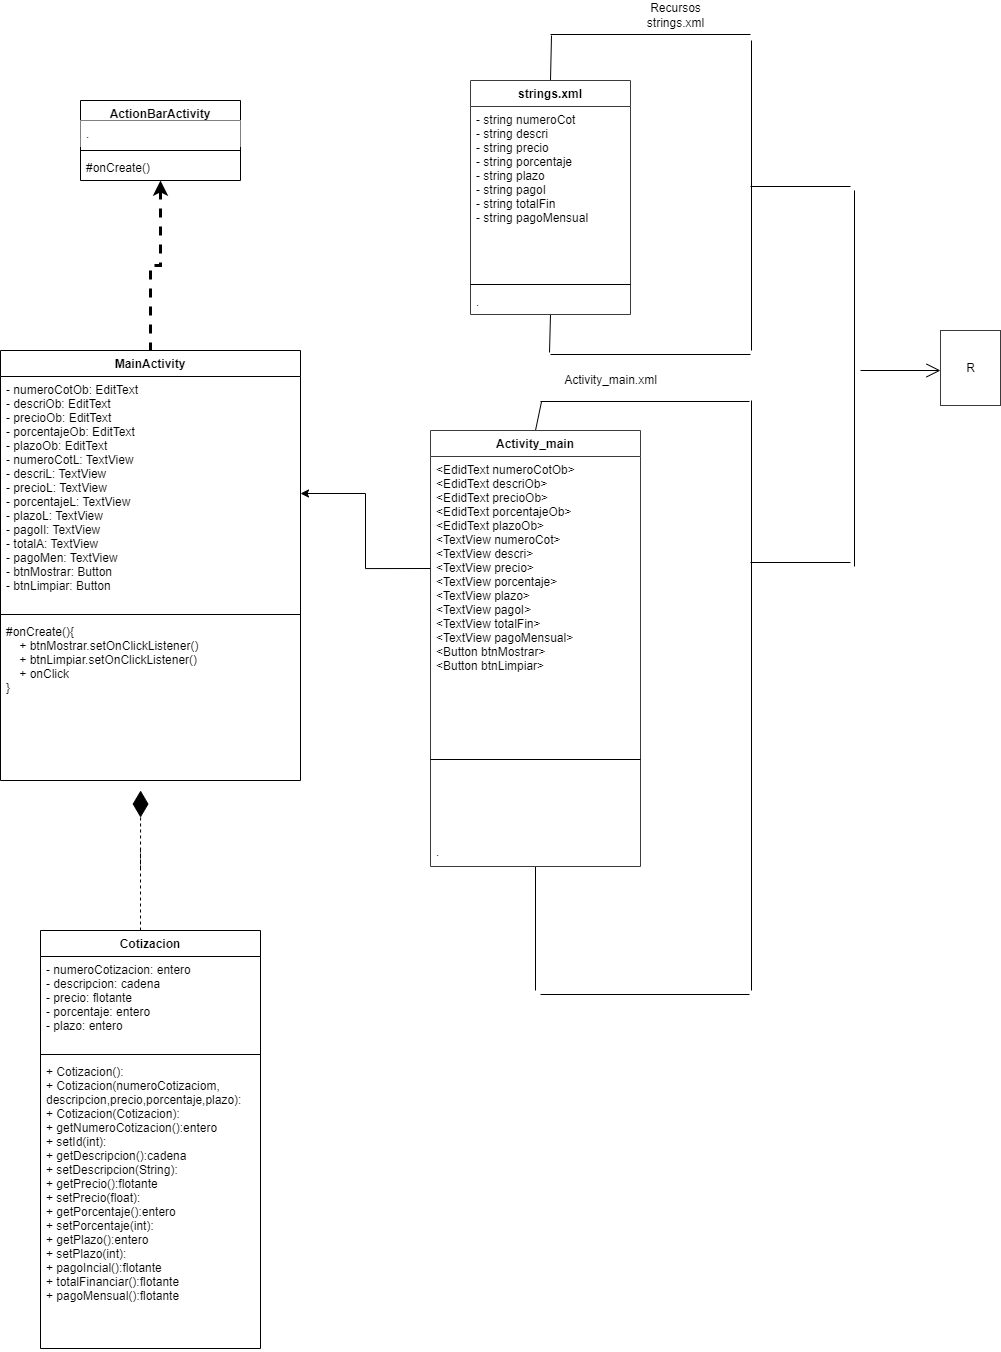 Recursos
strings.xml
strings.xml
- string numeroCot
- string descri
- string precio
- string porcentaje
- string plazo
- string pagoI
- string totalFin
- string pagoMensual
.
ActionBarActivity
.
#onCreate()
MainActivity
- numeroCotOb: EditText
- descriOb: EditText
- precioOb: EditText
- porcentajeOb: EditText
- plazoOb: EditText
- numeroCotL: TextView
- descriL: TextView
- precioL: TextView
- porcentajeL: TextView
- plazoL: TextView
- pagoIl: TextView
- totalA: TextView
- pagoMen: TextView
- btnMostrar: Button
- btnLimpiar: Button
#onCreate(){
+ btnMostrar.setOnClickListener()
+ btnLimpiar.setOnClickListener()
+ onClick
}
Activity_main.xml
Activity_main
<EdidText numeroCotOb>
<EdidText descriOb>
<EdidText precioOb>
<EdidText porcentajeOb>
<EdidText plazoOb>
<TextView numeroCot>
<TextView descri>
<TextView precio>
<TextView porcentaje>
<TextView plazo>
<TextView pagoI>
<TextView totalFin>
<TextView pagoMensual>
<Button btnMostrar>
<Button btnLimpiar>
.
R
Cotizacion
- numeroCotizacion: entero
- descripcion: cadena
- precio: flotante
- porcentaje: entero
- plazo: entero
+ Cotizacion():
+ Cotizacion(numeroCotizaciom,
descripcion,precio,porcentaje,plazo):
+ Cotizacion(Cotizacion):
+ getNumeroCotizacion():entero
+ setId(int):
+ getDescripcion():cadena
+ setDescripcion(String):
+ getPrecio():flotante
+ setPrecio(float):
+ getPorcentaje():entero
+ setPorcentaje(int):
+ getPlazo():entero
+ setPlazo(int):
+ pagoIncial():flotante
+ totalFinanciar():flotante
+ pagoMensual():flotante